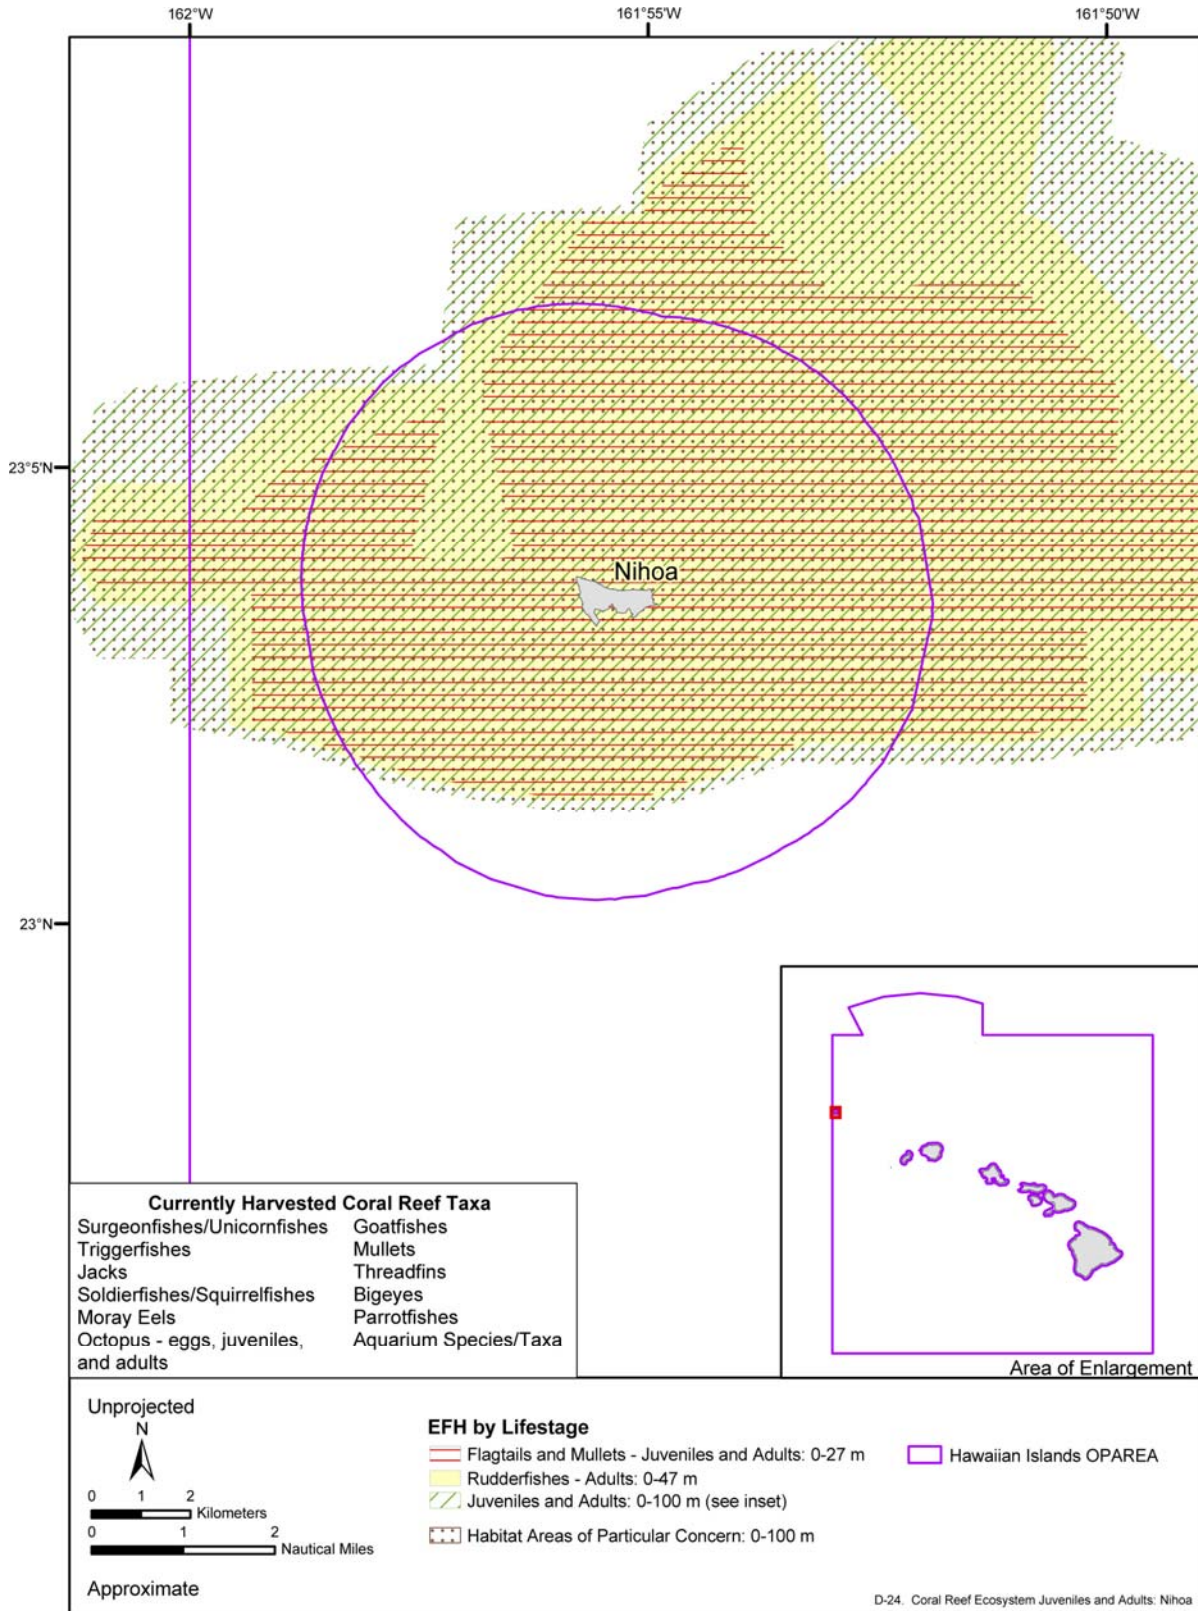 162°W
161°55'W
161°50'W
23°5'N
Nihoa
23°N
Area of Enlargement
Currently Harvested Coral Reef Taxa
Surgeonfishes/Unicornfishes
Triggerfishes
Jacks
Soldierfishes/Squirrelfishes
Moray Eels
Octopus - eggs, juveniles,
and adults
Goatfishes
Mullets
Threadfins
Bigeyes
Parrotfishes
Aquarium Species/Taxa
Unprojected
N
0 1 2
Kilometers
0 1 2
Nautical Miles
Approximate
EFH by Lifestage
Flagtails and Mullets - Juveniles and Adults: 0-27 m
Rudderfishes - Adults: 0-47 m
Juveniles and Adults: 0-100 m (see inset)
Habitat Areas of Particular Concern: 0-100 m
Hawaiian Islands OPAREA
D-24. Coral Reef Ecosystem Juveniles and Adults: Nihoa